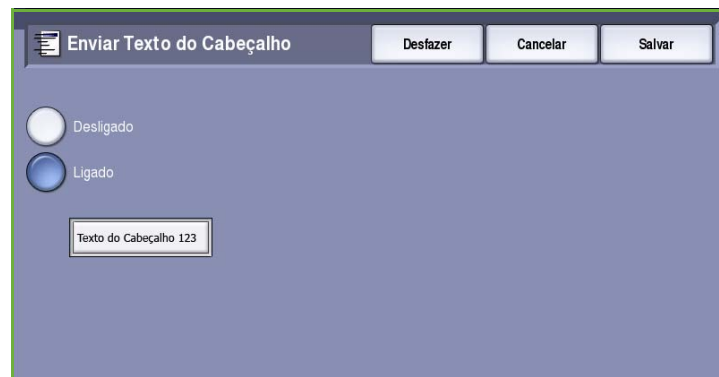 Enviar Texto do Cabeçalho
Desfazer
Cancelar
Salvar
Desligado
Ligado
Texto do Cabeçalho 123